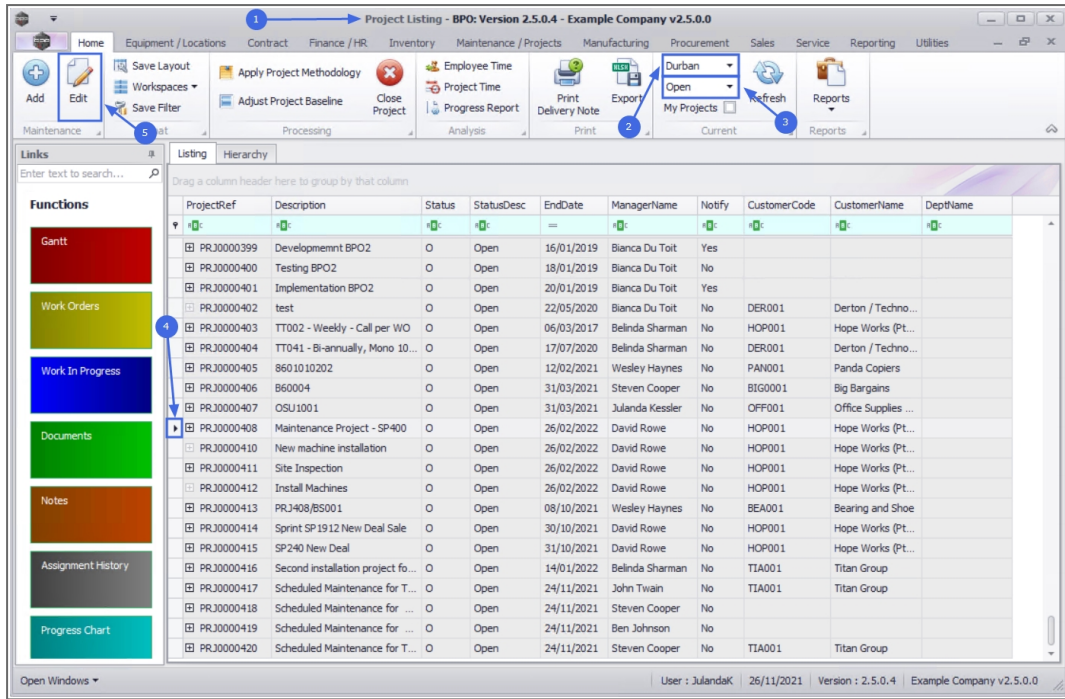 1 Project Listing - BPO: Version 2.5.0.4 - Example Company v2.5.0.0
Home Equipment / Locations Contract Finance / HR Inventory Maintenance / Projects Manufacturing Procurement Sales Service Reporting Utilities
Add Edit Save Layout Workspaces Save Filter
Maintenance 5 at
Apply Project Methodology Adjust Project Baseline Close Project
Processing
Employee Time Project Time Progress Report
Analysis
Print Delivery Note Export
Print
2 Durban Open My Projects 3 Refresh
Current
Reports
Reports
Links
Enter text to search...
Functions
Gantt
Work Orders
4
Work In Progress
Documents
Notes
Assignment History
Progress Chart
Listing Hierarchy
Drag a column header here to group by that column
ProjectRef Description Status StatusDesc EndDate ManagerName Notify CustomerCode CustomerName DeptName
PRJ0000399 Developmemnt BPO2 O Open 16/01/2019 Bianca Du Toit Yes
PRJ0000400 Testing BPO2 O Open 18/01/2019 Bianca Du Toit No
PRJ0000401 Implementation BPO2 O Open 20/01/2019 Bianca Du Toit Yes
PRJ0000402 test O Open 22/05/2020 Bianca Du Toit No DER001 Derton / Techno...
PRJ0000403 TT002 - Weekly - Call per WO O Open 06/03/2017 Belinda Sharman No HOP001 Hope Works (Pt...
PRJ0000404 TT041 - Bi-annually, Mono 10... O Open 17/07/2020 Belinda Sharman No DER001 Derton / Techno...
PRJ0000405 8601010202 O Open 12/02/2021 Wesley Haynes No PAN001 Panda Copiers
PRJ0000406 B60004 O Open 31/03/2021 Steven Cooper No BIG0001 Big Bargains
PRJ0000407 OSU1001 O Open 31/03/2021 Julanda Kessler No OFF001 Office Supplies ...
PRJ0000408 Maintenance Project - SP400 O Open 26/02/2022 David Rowe No HOP001 Hope Works (Pt...
PRJ0000410 New machine installation O Open 26/02/2022 David Rowe No HOP001 Hope Works (Pt...
PRJ0000411 Site Inspection O Open 26/02/2022 David Rowe No HOP001 Hope Works (Pt...
PRJ0000412 Install Machines O Open 26/02/2022 David Rowe No HOP001 Hope Works (Pt...
PRJ0000413 PRJ408/BS001 O Open 08/10/2021 Wesley Haynes No BEA001 Bearing and Shoe
PRJ0000414 Sprint SP1912 New Deal Sale O Open 30/10/2021 David Rowe No HOP001 Hope Works (Pt...
PRJ0000415 SP240 New Deal O Open 31/10/2021 David Rowe No HOP001 Hope Works (Pt...
PRJ0000416 Second installation project fo... O Open 14/01/2022 Belinda Sharman No TIA001 Titan Group
PRJ0000417 Scheduled Maintenance for T... O Open 24/11/2021 John Twain No TIA001 Titan Group
PRJ0000418 Scheduled Maintenance for ... O Open 24/11/2021 Steven Cooper No
PRJ0000419 Scheduled Maintenance for ... O Open 24/11/2021 Ben Johnson No
PRJ0000420 Scheduled Maintenance for T... O Open 24/11/2021 Steven Cooper No TIA001 Titan Group
Open Windows User : JulandaK 26/11/2021 Version : 2.5.0.4 Example Company v2.5.0.0